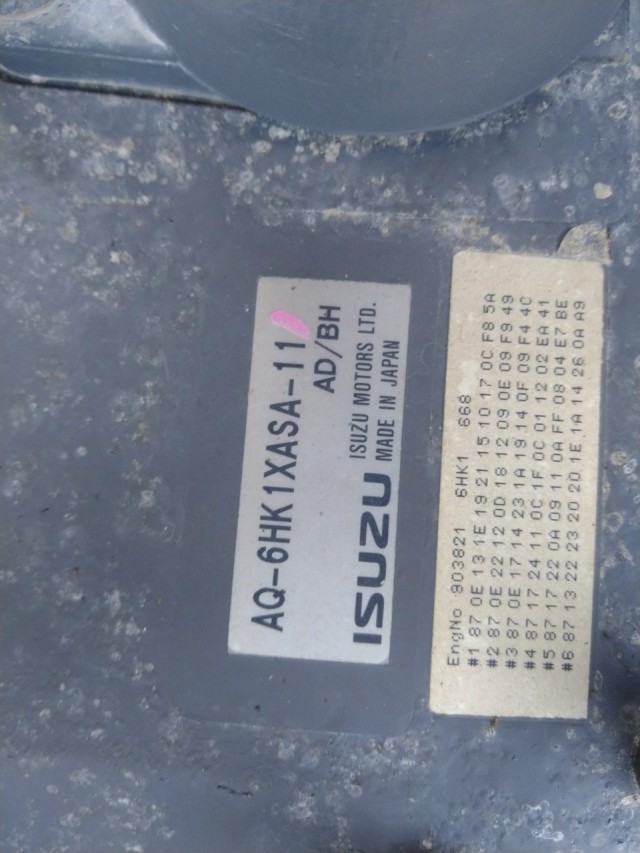 AQ-6HK1XASA-11
AD/BH
ISUZU
ISUZU MOTORS LTD.
MADE IN JAPAN
EngNo 903821 6HK1 668
#1 87 0E 13 1E 19 21 15 10 17 0C F8 5A
#2 87 0E 22 12 0D 18 12 09 0E 09 F9 49
#3 87 0E 17 14 23 1A 19 14 0F 09 F4 4C
#4 87 17 24 11 0C 1F 0C 01 12 02 EA 41
#5 87 17 22 0A 09 11 0A FF 08 04 E7 BE
#6 87 13 22 23 20 20 1E 1A 14 26 0A A9